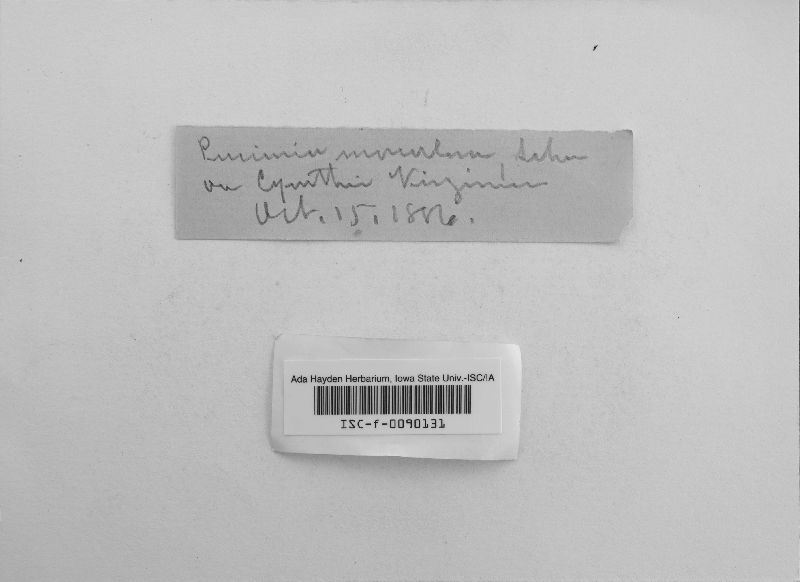 Puccinia maculosa, Schw
on Cynthia Virginica
Oct. 15, 1886.
Ada Hayden Herbarium, Iowa State Univ.-ISC/IA
ISC-f-0090131